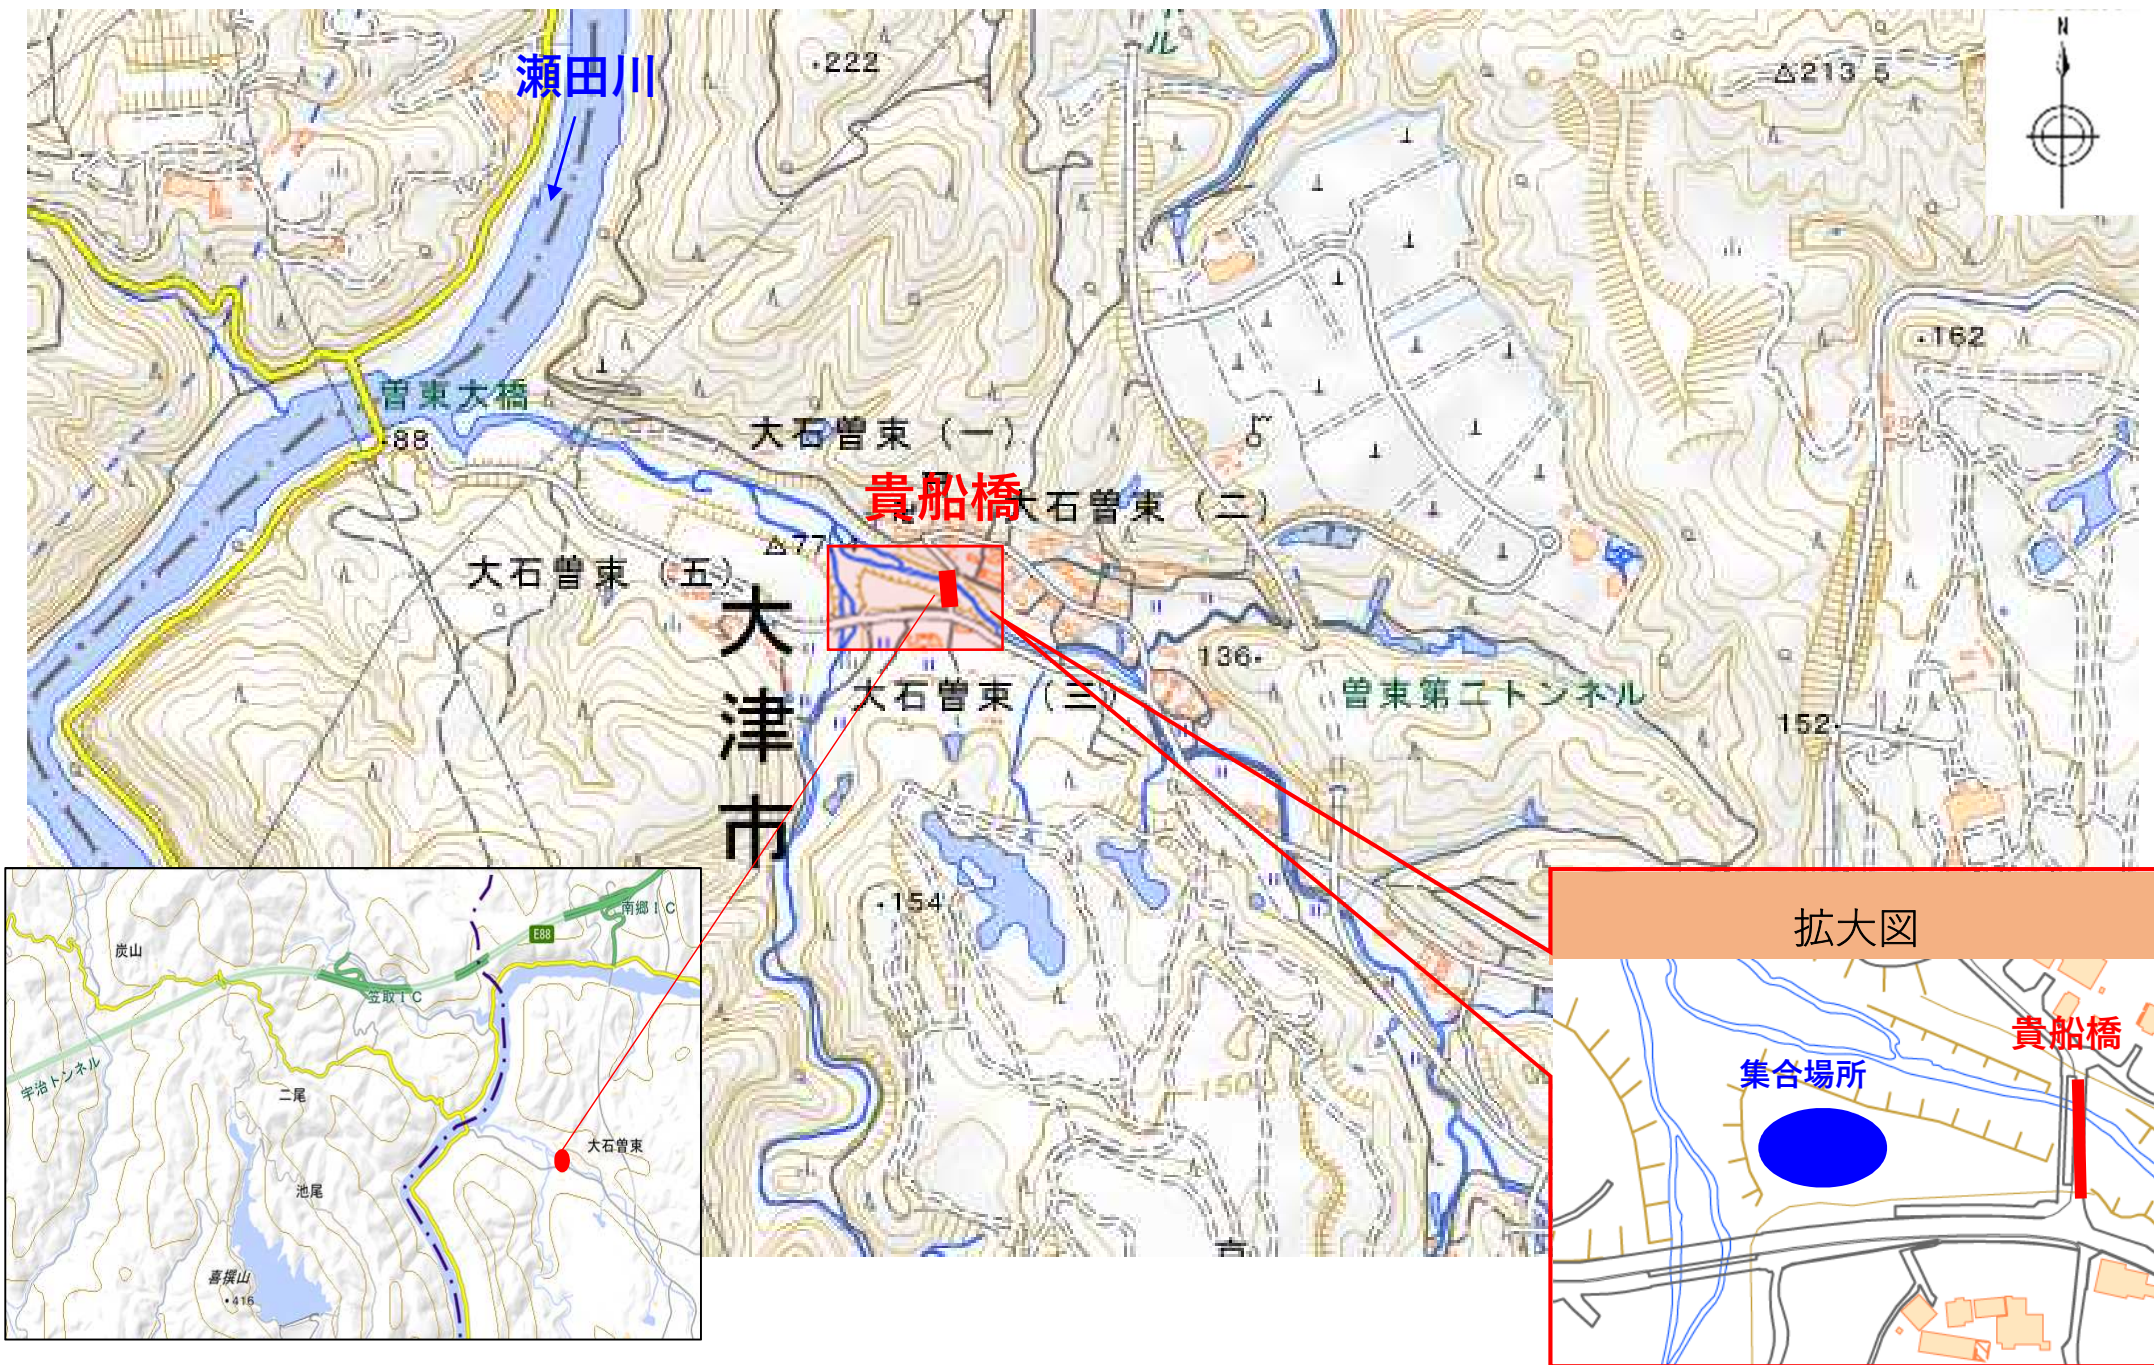 N
瀬田川
・222
ル
△213 5
・162
曽東大橋
・88
大石曽東（一）
貴船橋
大石曽東（二）
△77
大石曽東（五）
136・
大石曽東（三）
曽東第二トンネル
152・
大津市
・154
150
拡大図
貴船橋
集合場所
南郷IC
E88
炭山
笠取IC
宇治トンネル
二尾
大石曽東
池尾
喜撰山
・416